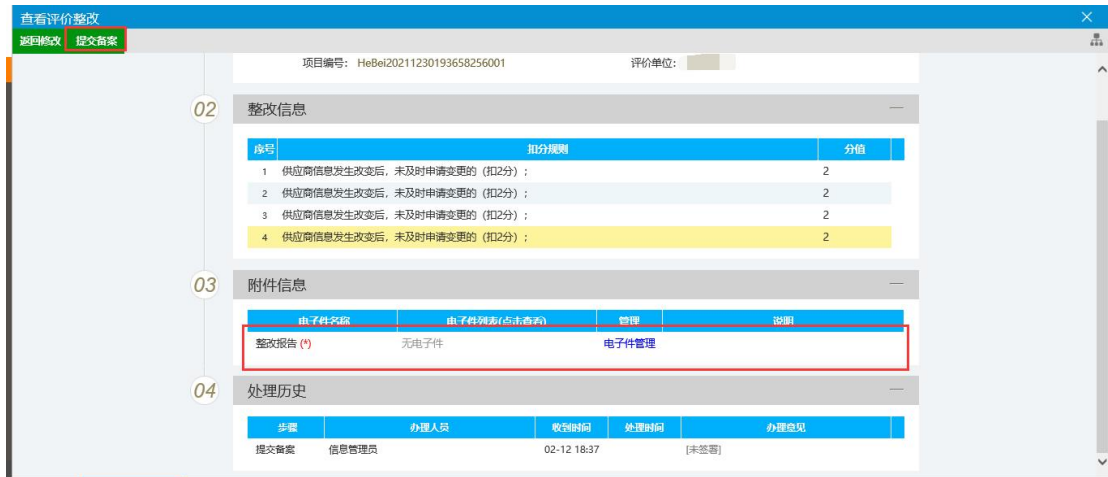 查看评价整改
返回修改 提交备案
项目编号: HeBei20211230193658256001 评价单位:
02 整改信息
序号 扣分规则 分值
1 供应商信息发生改变后，未及时申请变更的（扣2分）； 2
2 供应商信息发生改变后，未及时申请变更的（扣2分）； 2
3 供应商信息发生改变后，未及时申请变更的（扣2分）； 2
4 供应商信息发生改变后，未及时申请变更的（扣2分）； 2
03 附件信息
电子件名称 电子件列表(点击查看) 管理 说明
整改报告 (*) 无电子件 电子件管理
04 处理历史
步骤 办理人员 收到时间 处理时间 办理意见
提交备案 信息管理员 02-12 18:37 [未签署]